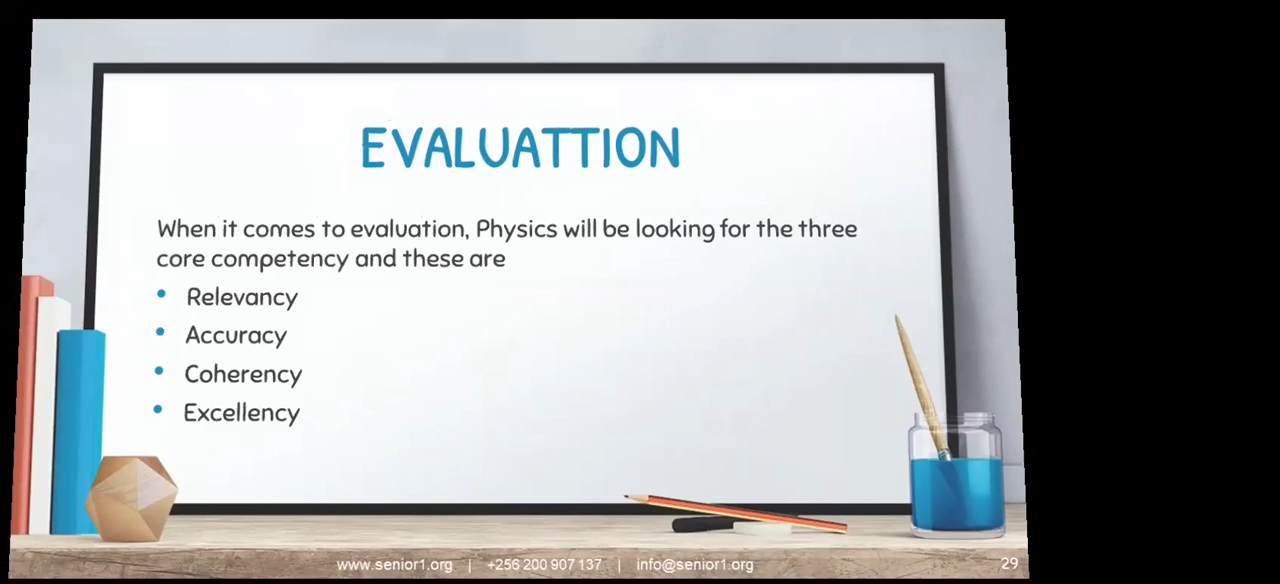 EVALUATTION
When it comes to evaluation, Physics will be looking for the three
core competency and these are
• Relevancy
• Accuracy
• Coherency
• Excellency
www.senior1.org | +256 200 907 137 | info@senior1.org
29